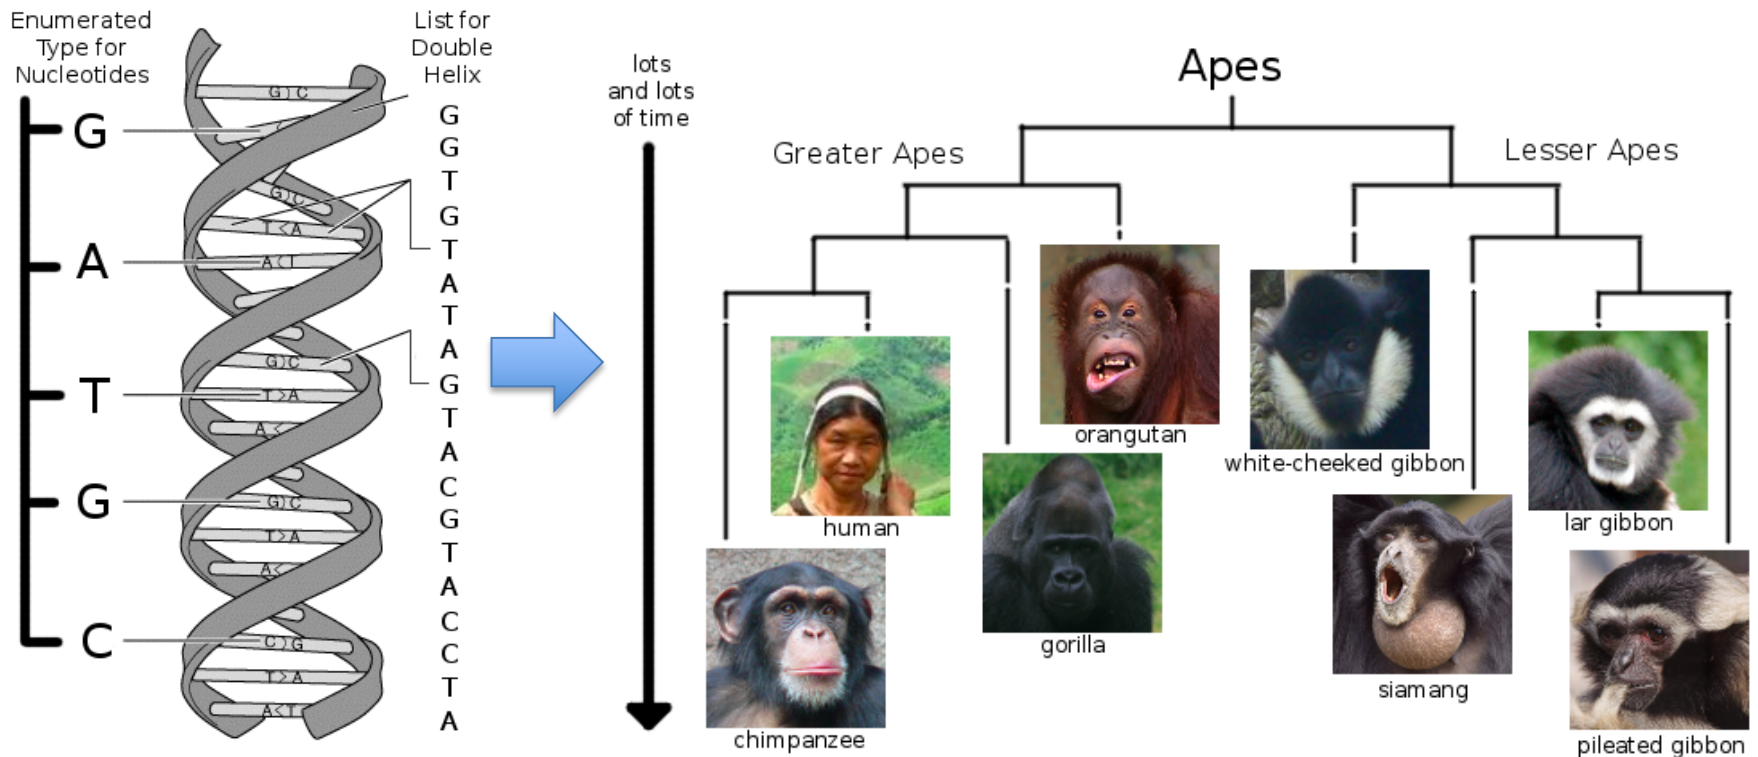 Enumerated
Type for
Nucleotides
G
A
T
G
C
G C
G C
T A
A T
G C
T A
A
G C
T A
A
C G
T A
A T
List for
Double
Helix
G
G
T
G
T
A
T
A
G
T
A
C
G
T
A
C
C
T
A
lots
and lots
of time
Apes
Greater Apes
Lesser Apes
human
chimpanzee
gorilla
orangutan
white-cheeked gibbon
siamang
lar gibbon
pileated gibbon